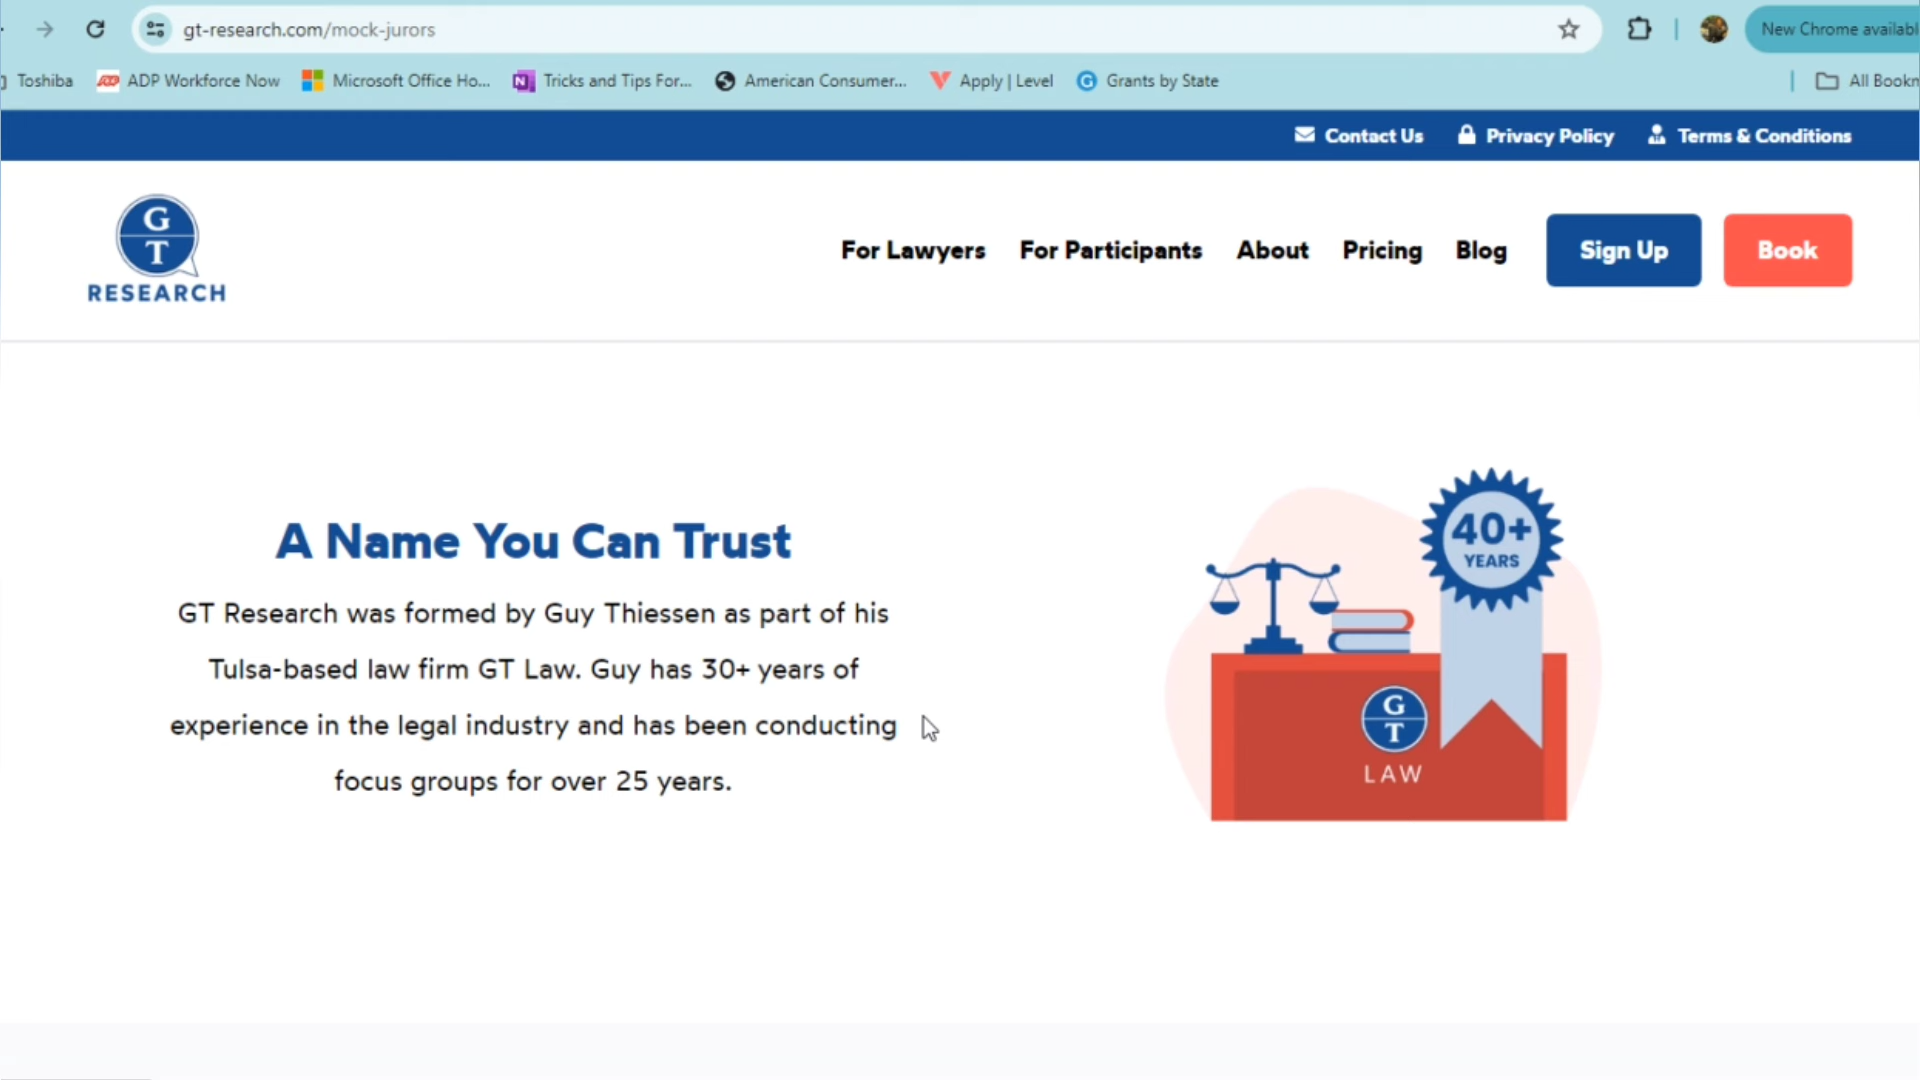 gt-research.com/mock-jurors
New Chrome availabl
Toshiba ADP Workforce Now Microsoft Office Ho... Tricks and Tips For... American Consumer... Apply | Level Grants by State All Bookm
Contact Us Privacy Policy Terms & Conditions
G
T
RESEARCH
For Lawyers For Participants About Pricing Blog Sign Up Book
A Name You Can Trust
GT Research was formed by Guy Thiessen as part of his
Tulsa-based law firm GT Law. Guy has 30+ years of
experience in the legal industry and has been conducting
focus groups for over 25 years.
40+
YEARS
G
T
LAW